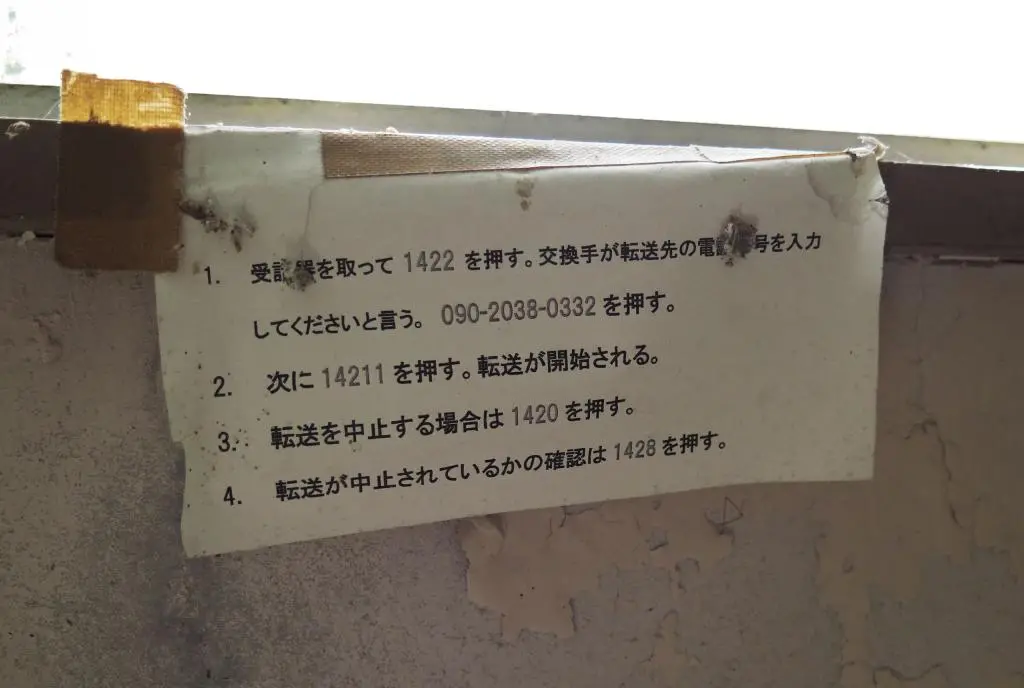 1. 受話器を取って 1422 を押す。交換手が転送先の電話番号を入力
してくださいと言う。 090-2038-0332 を押す。
2. 次に 14211 を押す。転送が開始される。
3. 転送を中止する場合は 1420 を押す。
4. 転送が中止されているかの確認は 1428 を押す。